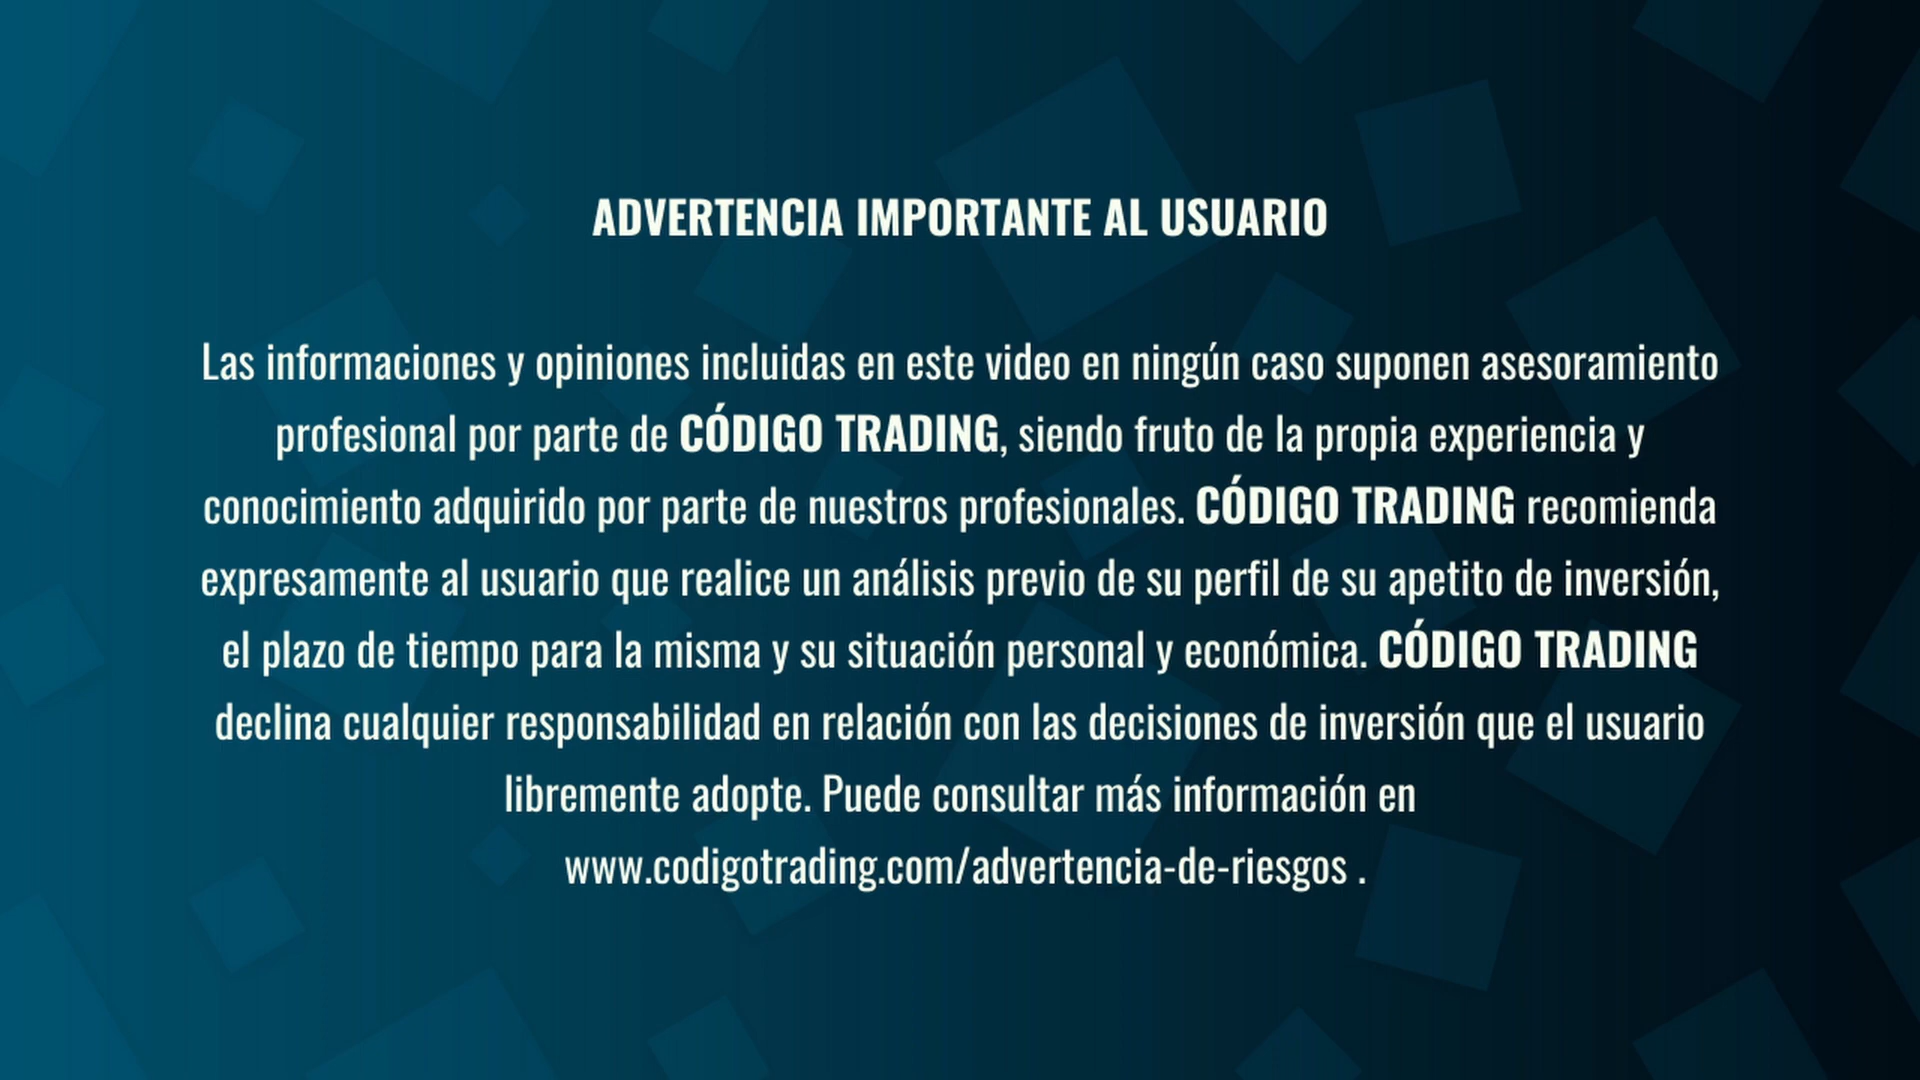 ADVERTENCIA IMPORTANTE AL USUARIO
Las informaciones y opiniones incluidas en este video en ningún caso suponen asesoramiento
profesional por parte de CÓDIGO TRADING, siendo fruto de la propia experiencia y
conocimiento adquirido por parte de nuestros profesionales. CÓDIGO TRADING recomienda
expresamente al usuario que realice un análisis previo de su perfil de su apetito de inversión,
el plazo de tiempo para la misma y su situación personal y económica. CÓDIGO TRADING
declina cualquier responsabilidad en relación con las decisiones de inversión que el usuario
libremente adopte. Puede consultar más información en
www.codigotrading.com/advertencia-de-riesgos .